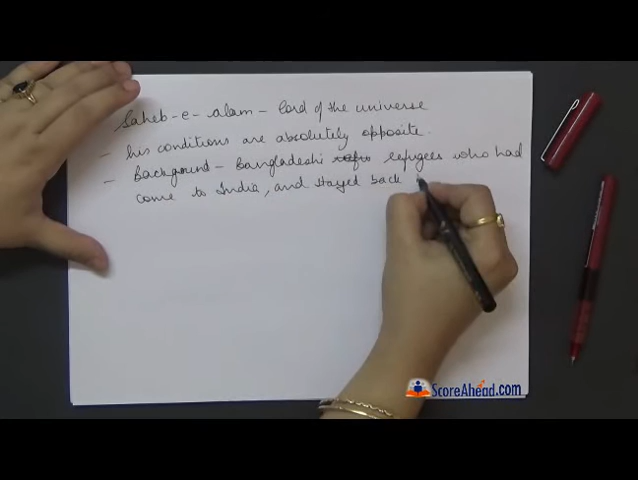 Saheb-e-alam - lord of the universe
- his conditions are absolutely opposite.
- Background - Bangladeshi refugees who had
come to India, and stayed back
ScoreAhead.com